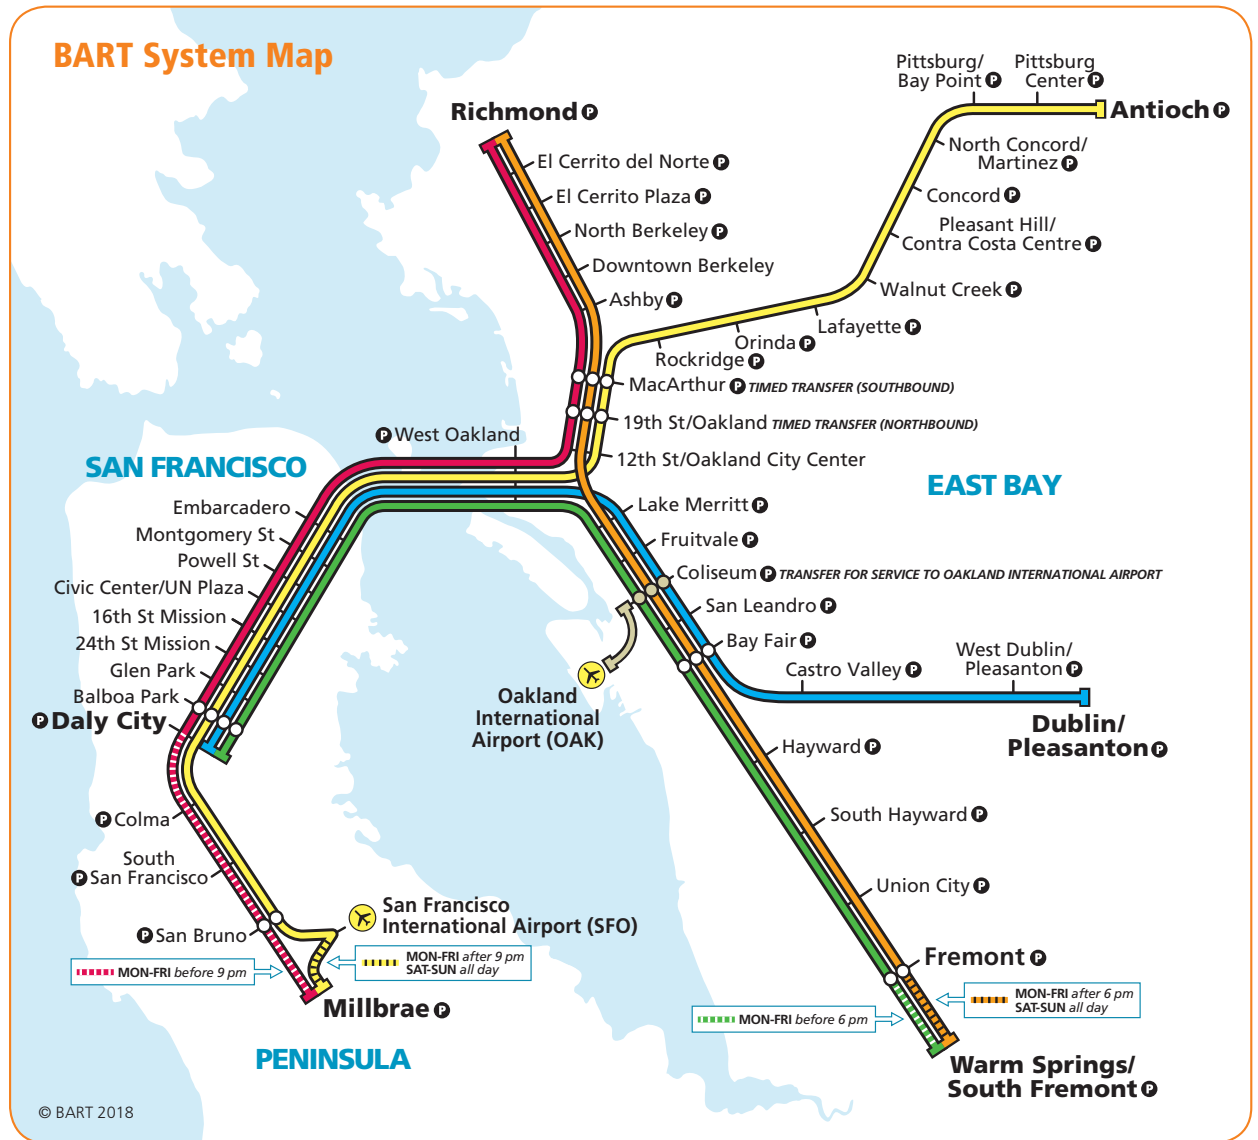 BART System Map
Pittsburg/
Bay Point P
Pittsburg
Center P
Antioch P
Richmond P
North Concord/
Martinez P
El Cerrito del Norte P
Concord P
El Cerrito Plaza P
Pleasant Hill/
Contra Costa Centre P
North Berkeley P
Downtown Berkeley
Walnut Creek P
Ashby P
Lafayette P
Orinda P
Rockridge P
MacArthur P TIMED TRANSFER (SOUTHBOUND)
19th St/Oakland TIMED TRANSFER (NORTHBOUND)
P West Oakland
12th St/Oakland City Center
SAN FRANCISCO
EAST BAY
Embarcadero
Lake Merritt P
Montgomery St
Fruitvale P
Powell St
Coliseum P TRANSFER FOR SERVICE TO OAKLAND INTERNATIONAL AIRPORT
Civic Center/UN Plaza
San Leandro P
16th St Mission
24th St Mission
Bay Fair P
Glen Park
Castro Valley P
West Dublin/
Pleasanton P
Balboa Park
P Daly City
Oakland
International
Airport (OAK)
Dublin/
Pleasanton P
Hayward P
P Colma
South Hayward P
South
P San Francisco
Union City P
San Francisco
International Airport (SFO)
P San Bruno
MON-FRI before 9 pm
MON-FRI after 9 pm
SAT-SUN all day
Fremont P
Millbrae P
MON-FRI before 6 pm
MON-FRI after 6 pm
SAT-SUN all day
PENINSULA
Warm Springs/
South Fremont P
© BART 2018